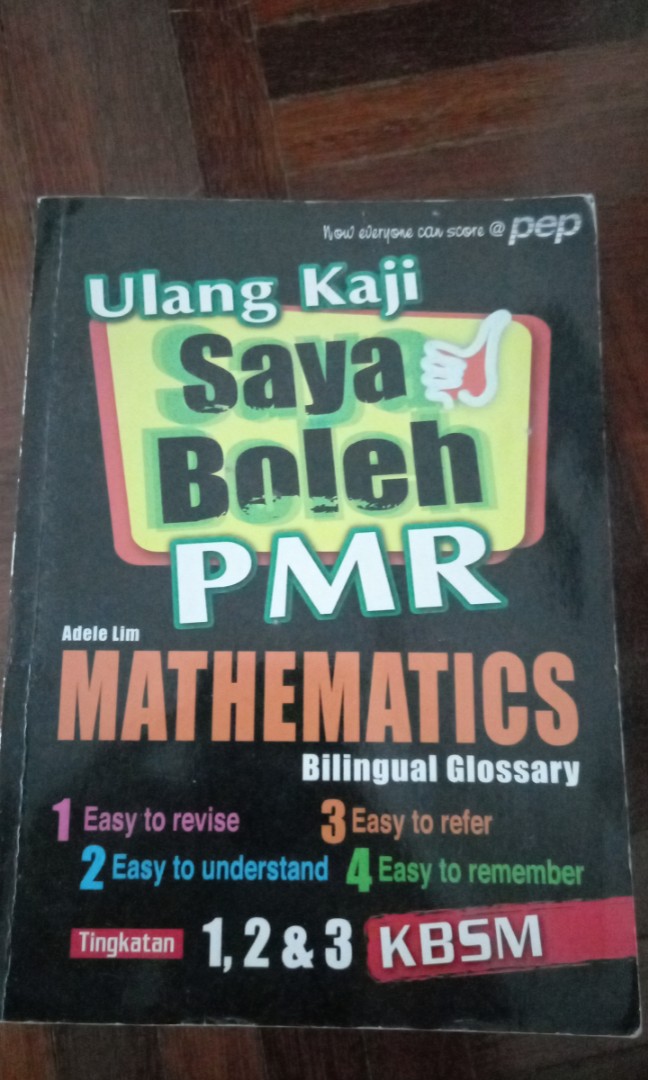 Now everyone can score @ pep
Ulang Kaji
Saya
Boleh
PMR
Adele Lim
MATHEMATICS
Bilingual Glossary
1 Easy to revise 3 Easy to refer
2 Easy to understand 4 Easy to remember
Tingkatan 1, 2 & 3 KBSM